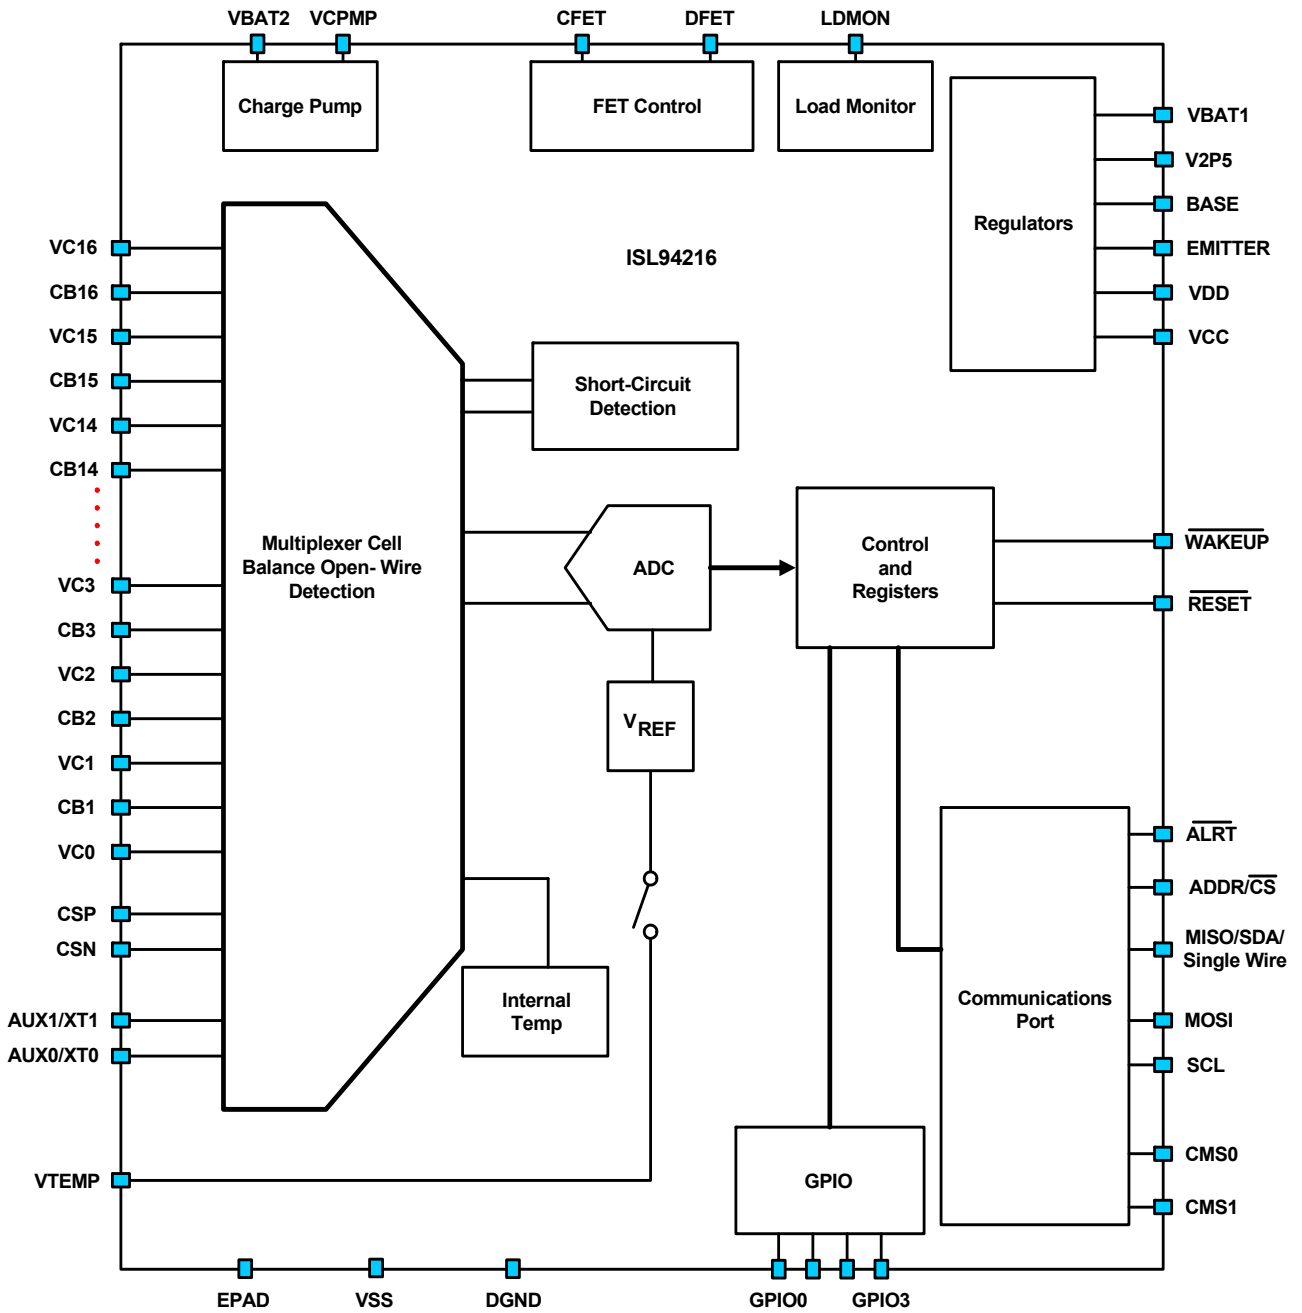 VBAT2
VCPMP
CFET
DFET
LDMON
Charge Pump
FET Control
Load Monitor
Regulators
VBAT1
V2P5
BASE
EMITTER
VDD
VCC
ISL94216
VC16
CB16
VC15
CB15
VC14
CB14
VC3
CB3
VC2
CB2
VC1
CB1
VC0
CSP
CSN
AUX1/XT1
AUX0/XT0
VTEMP
Multiplexer Cell
Balance Open- Wire
Detection
Short-Circuit
Detection
ADC
VREF
Internal
Temp
Control
and
Registers
WAKEUP
RESET
Communications
Port
ALRT
ADDR/CS
MISO/SDA/
Single Wire
MOSI
SCL
CMS0
CMS1
GPIO
EPAD
VSS
DGND
GPIO0
GPIO3